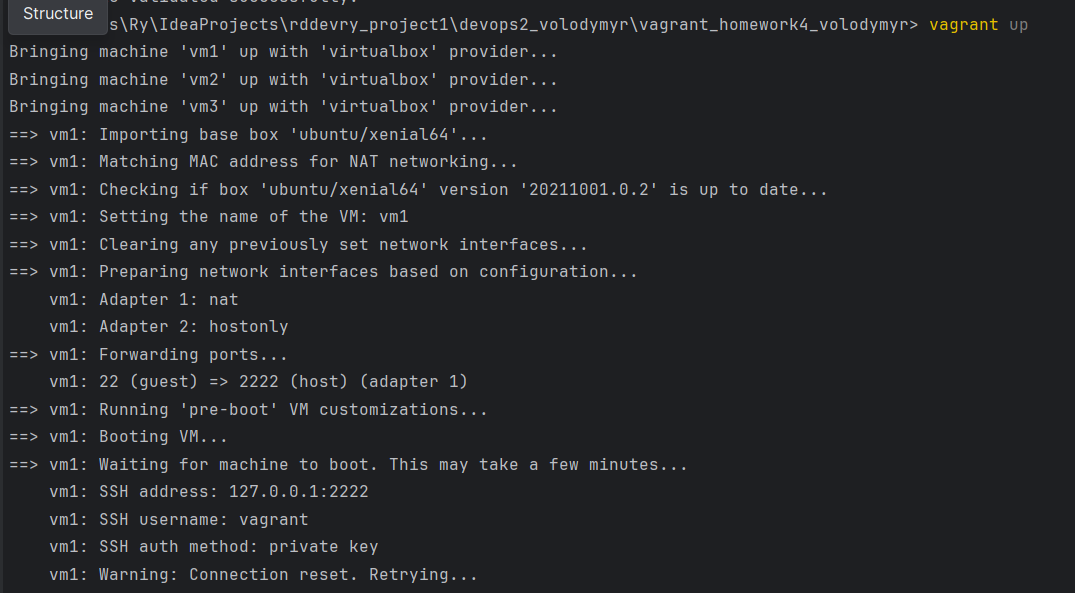 Structure
s\Ry\IdeaProjects\rddevry_project1\devops2_volodymyr\vagrant_homework4_volodymyr> vagrant up
Bringing machine 'vm1' up with 'virtualbox' provider...
Bringing machine 'vm2' up with 'virtualbox' provider...
Bringing machine 'vm3' up with 'virtualbox' provider...
==> vm1: Importing base box 'ubuntu/xenial64'...
==> vm1: Matching MAC address for NAT networking...
==> vm1: Checking if box 'ubuntu/xenial64' version '20211001.0.2' is up to date...
==> vm1: Setting the name of the VM: vm1
==> vm1: Clearing any previously set network interfaces...
==> vm1: Preparing network interfaces based on configuration...
    vm1: Adapter 1: nat
    vm1: Adapter 2: hostonly
==> vm1: Forwarding ports...
    vm1: 22 (guest) => 2222 (host) (adapter 1)
==> vm1: Running 'pre-boot' VM customizations...
==> vm1: Booting VM...
==> vm1: Waiting for machine to boot. This may take a few minutes...
    vm1: SSH address: 127.0.0.1:2222
    vm1: SSH username: vagrant
    vm1: SSH auth method: private key
    vm1: Warning: Connection reset. Retrying...